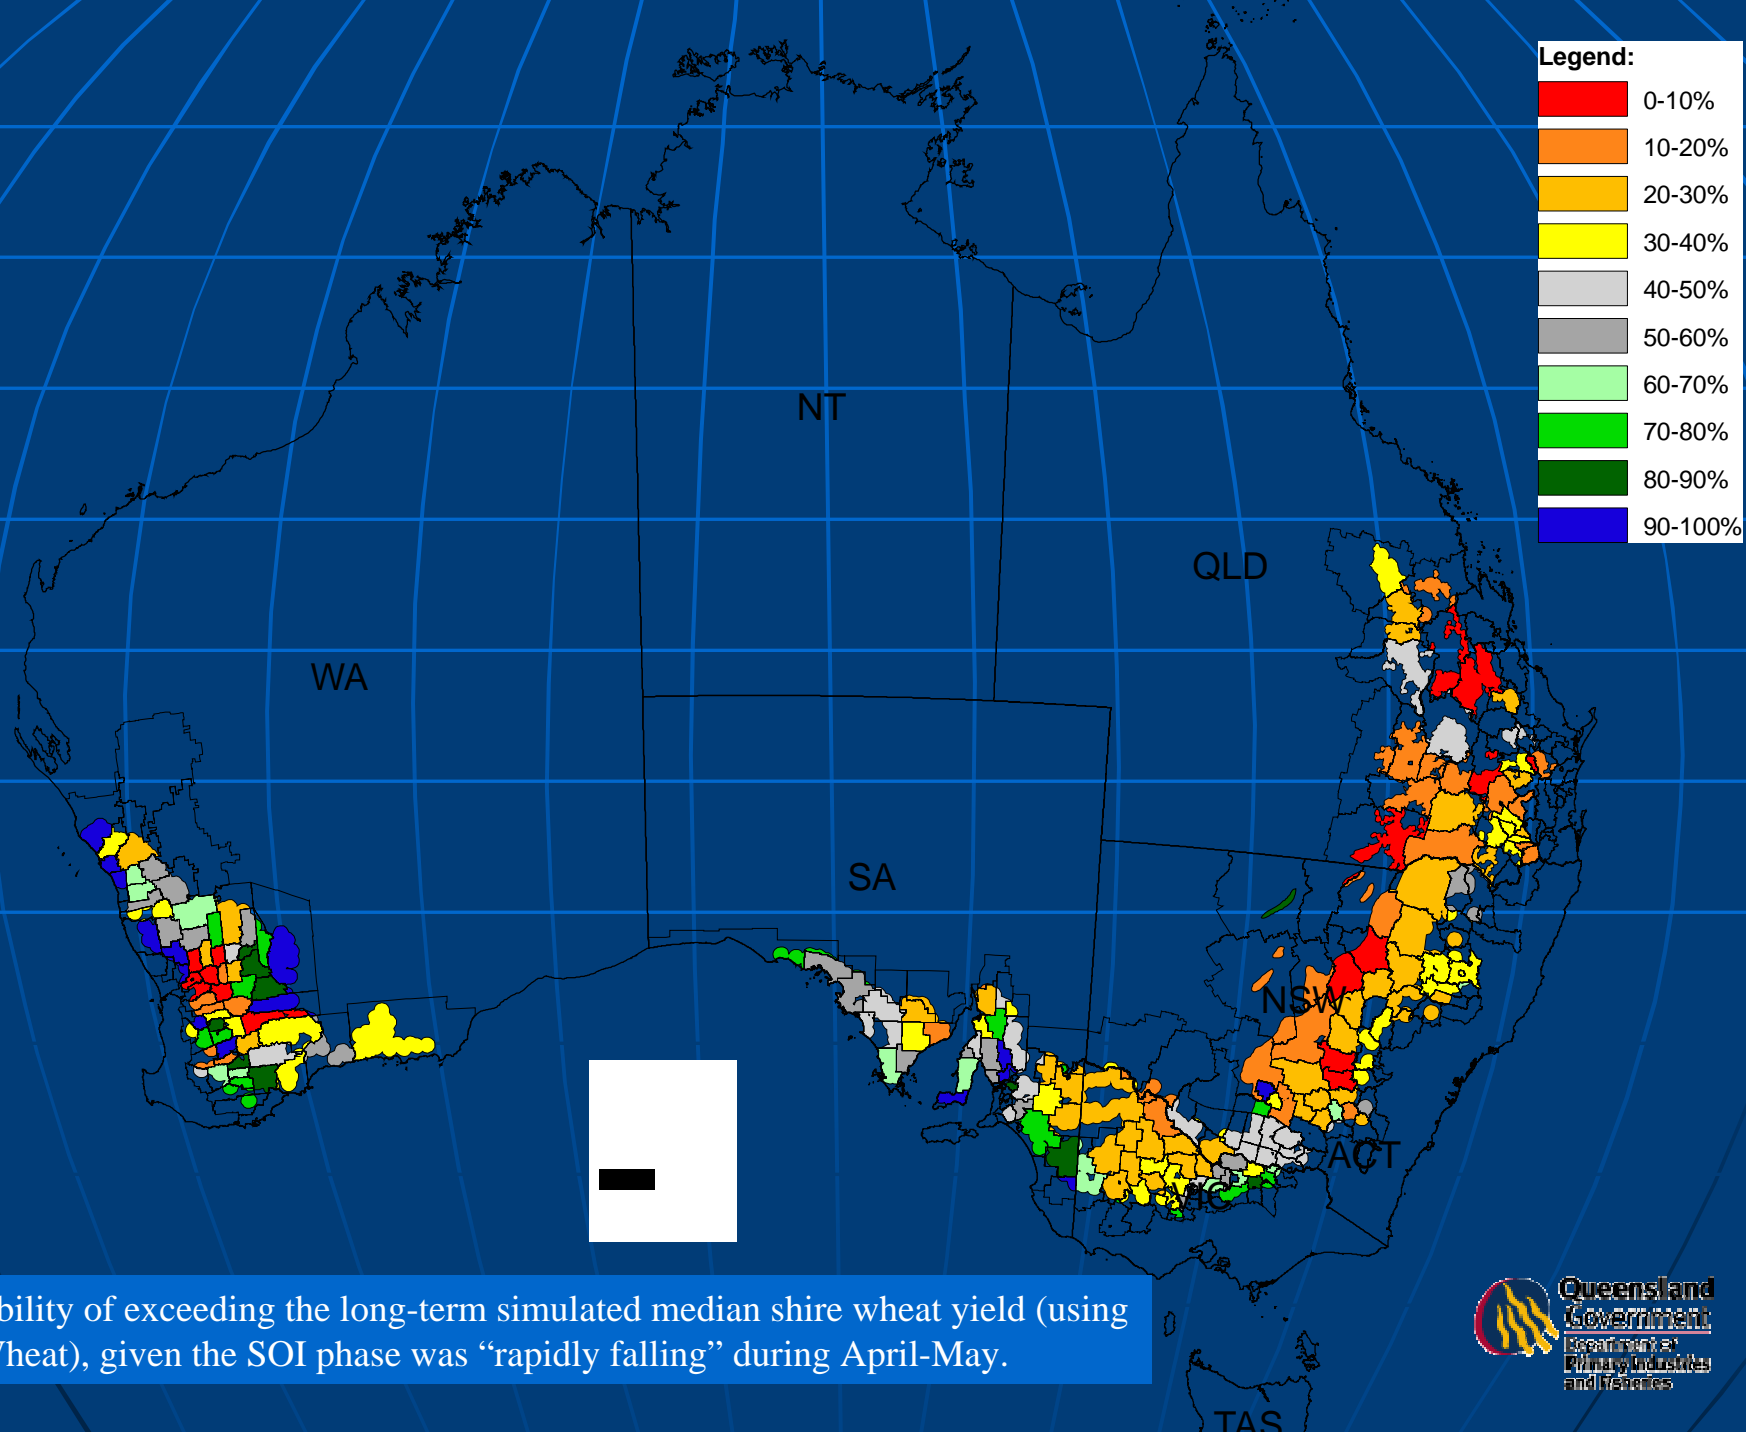 Legend:
0-10%
10-20%
20-30%
30-40%
40-50%
50-60%
60-70%
70-80%
80-90%
90-100%
NT
QLD
WA
SA
NSW
ACT
VIC
TAS
bility of exceeding the long-term simulated median shire wheat yield (using
heat), given the SOI phase was “rapidly falling” during April-May.
Queensland
Government
Department of
Primary Industries
and Fisheries